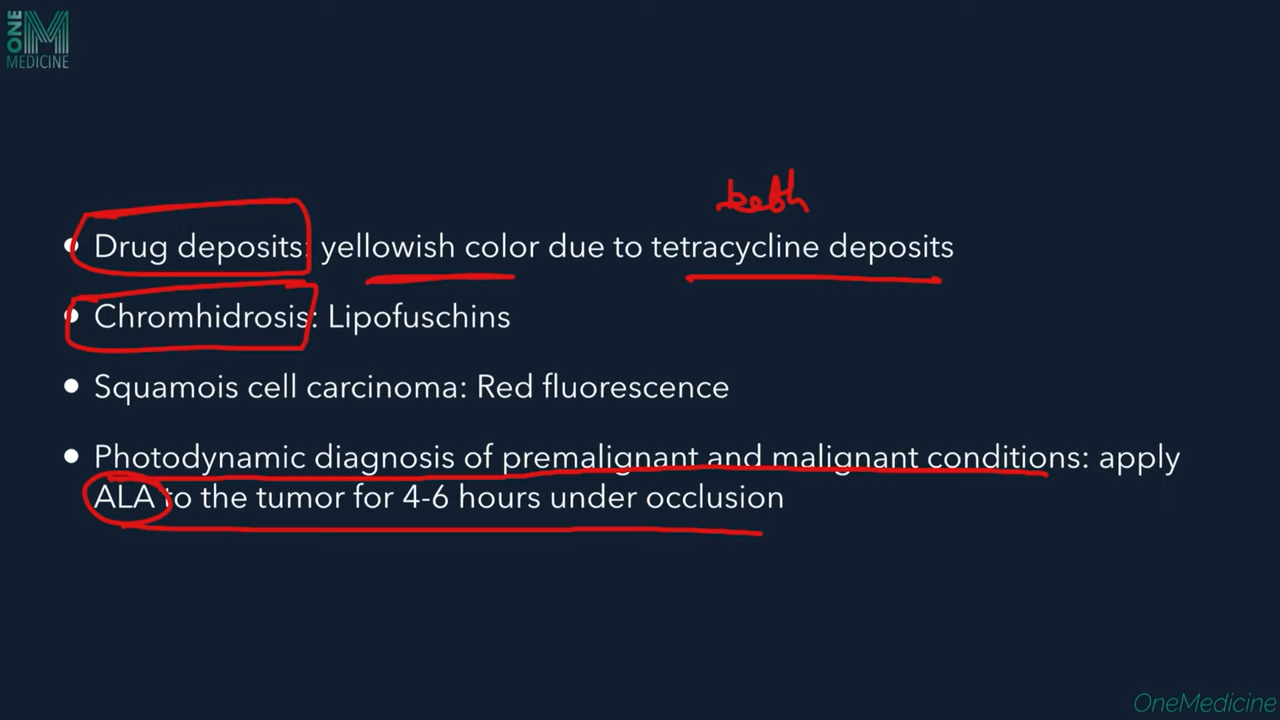 ONE
M
MEDICINE
teeth
Drug deposits: yellowish color due to tetracycline deposits
Chromhidrosis: Lipofuschins
Squamois cell carcinoma: Red fluorescence
Photodynamic diagnosis of premalignant and malignant conditions: apply
ALA to the tumor for 4-6 hours under occlusion
OneMedicine